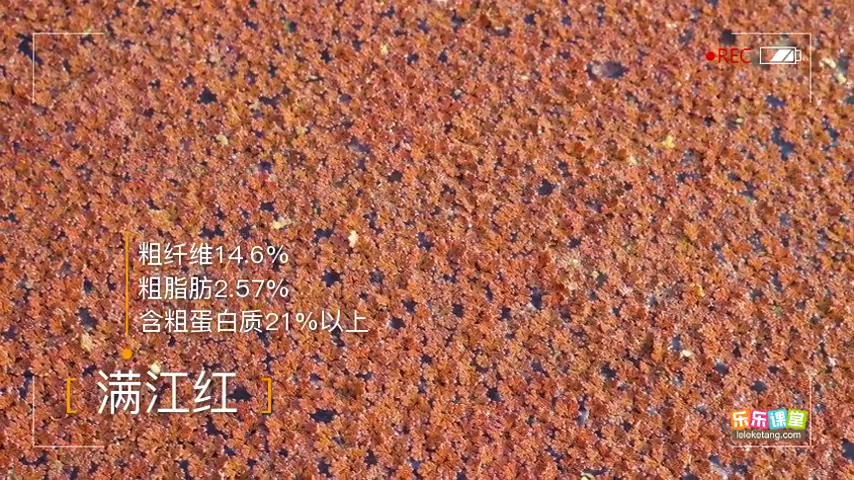 REC
粗纤维14.6%
粗脂肪2.57%
含粗蛋白质21%以上
[满江红]
乐乐课堂
leleketang.com